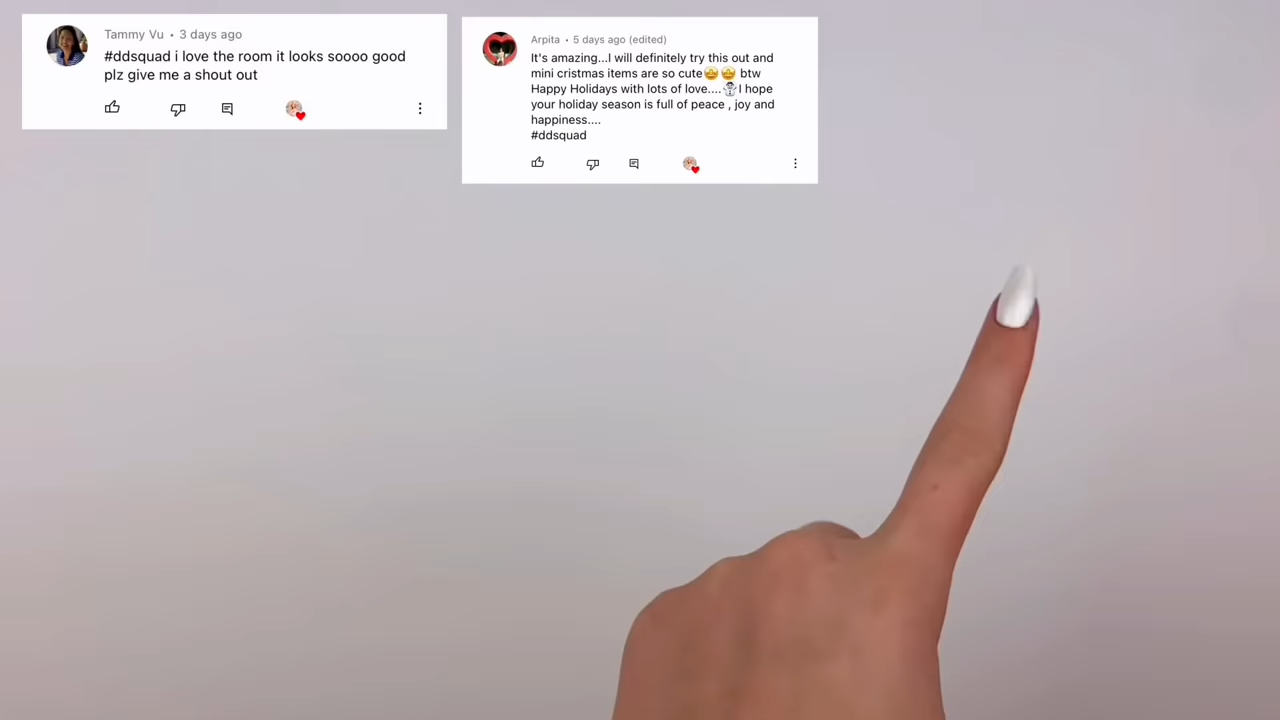 Tammy Vu • 3 days ago
#ddsquad i love the room it looks soooo good
plz give me a shout out
Arpita • 5 days ago (edited)
It's amazing...I will definitely try this out and
mini cristmas items are so cute🤩🤩 btw
Happy Holidays with lots of love....☃️I hope
your holiday season is full of peace , joy and
happiness....
#ddsquad